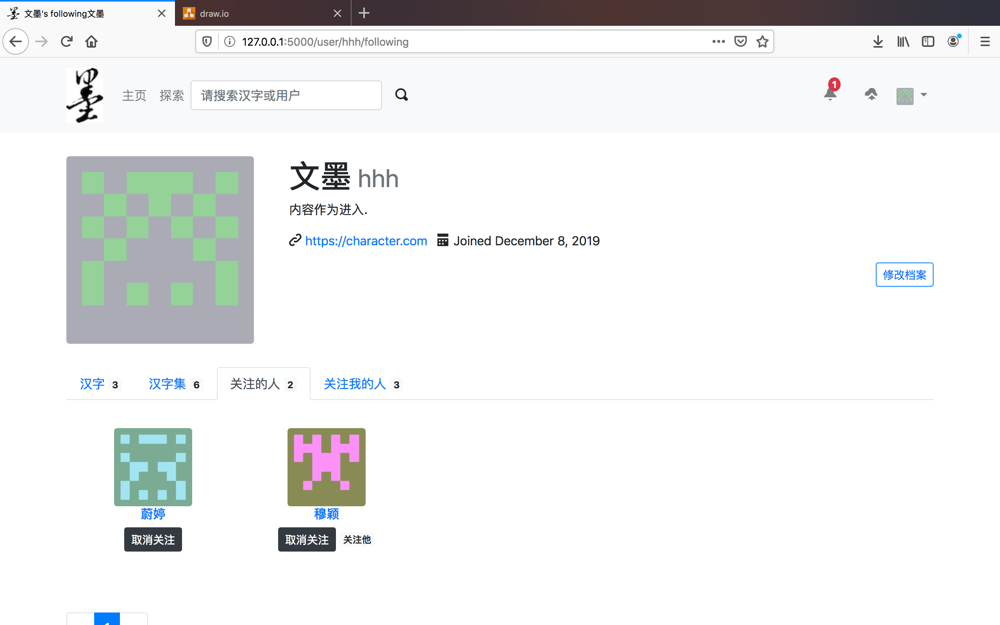 文墨's following文墨
draw.io
127.0.0.1:5000/user/hhh/following
墨
主页 探索 请搜索汉字或用户
1
文墨 hhh
内容作为进入.
https://character.com Joined December 8, 2019
修改档案
汉字 3 汉字集 6 关注的人 2 关注我的人 3
蔚婷 穆颖
取消关注 取消关注 关注他
1